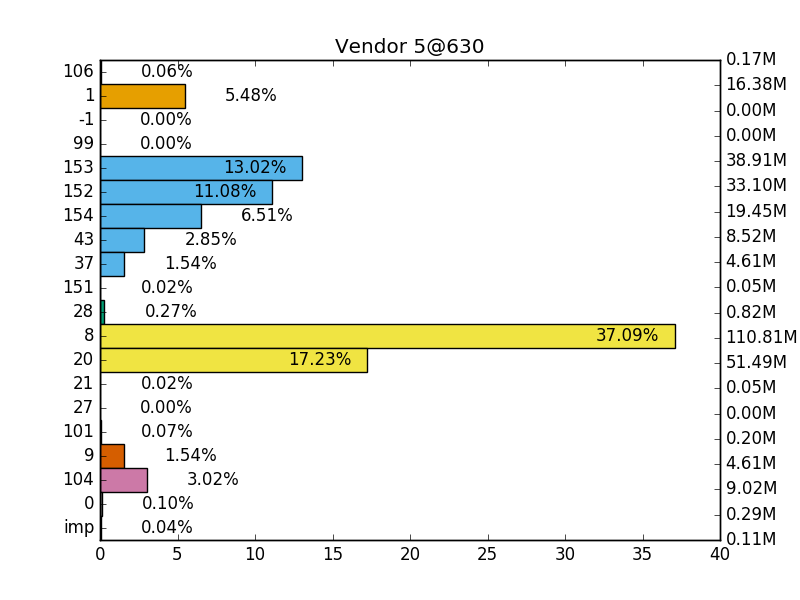 Vendor 5@630
106 0.06% 0.17M
1 5.48% 16.38M
-1 0.00% 0.00M
99 0.00% 0.00M
153 13.02% 38.91M
152 11.08% 33.10M
154 6.51% 19.45M
43 2.85% 8.52M
37 1.54% 4.61M
151 0.02% 0.05M
28 0.27% 0.82M
8 37.09% 110.81M
20 17.23% 51.49M
21 0.02% 0.05M
27 0.00% 0.00M
101 0.07% 0.20M
9 1.54% 4.61M
104 3.02% 9.02M
0 0.10% 0.29M
imp 0.04% 0.11M
0 5 10 15 20 25 30 35 40